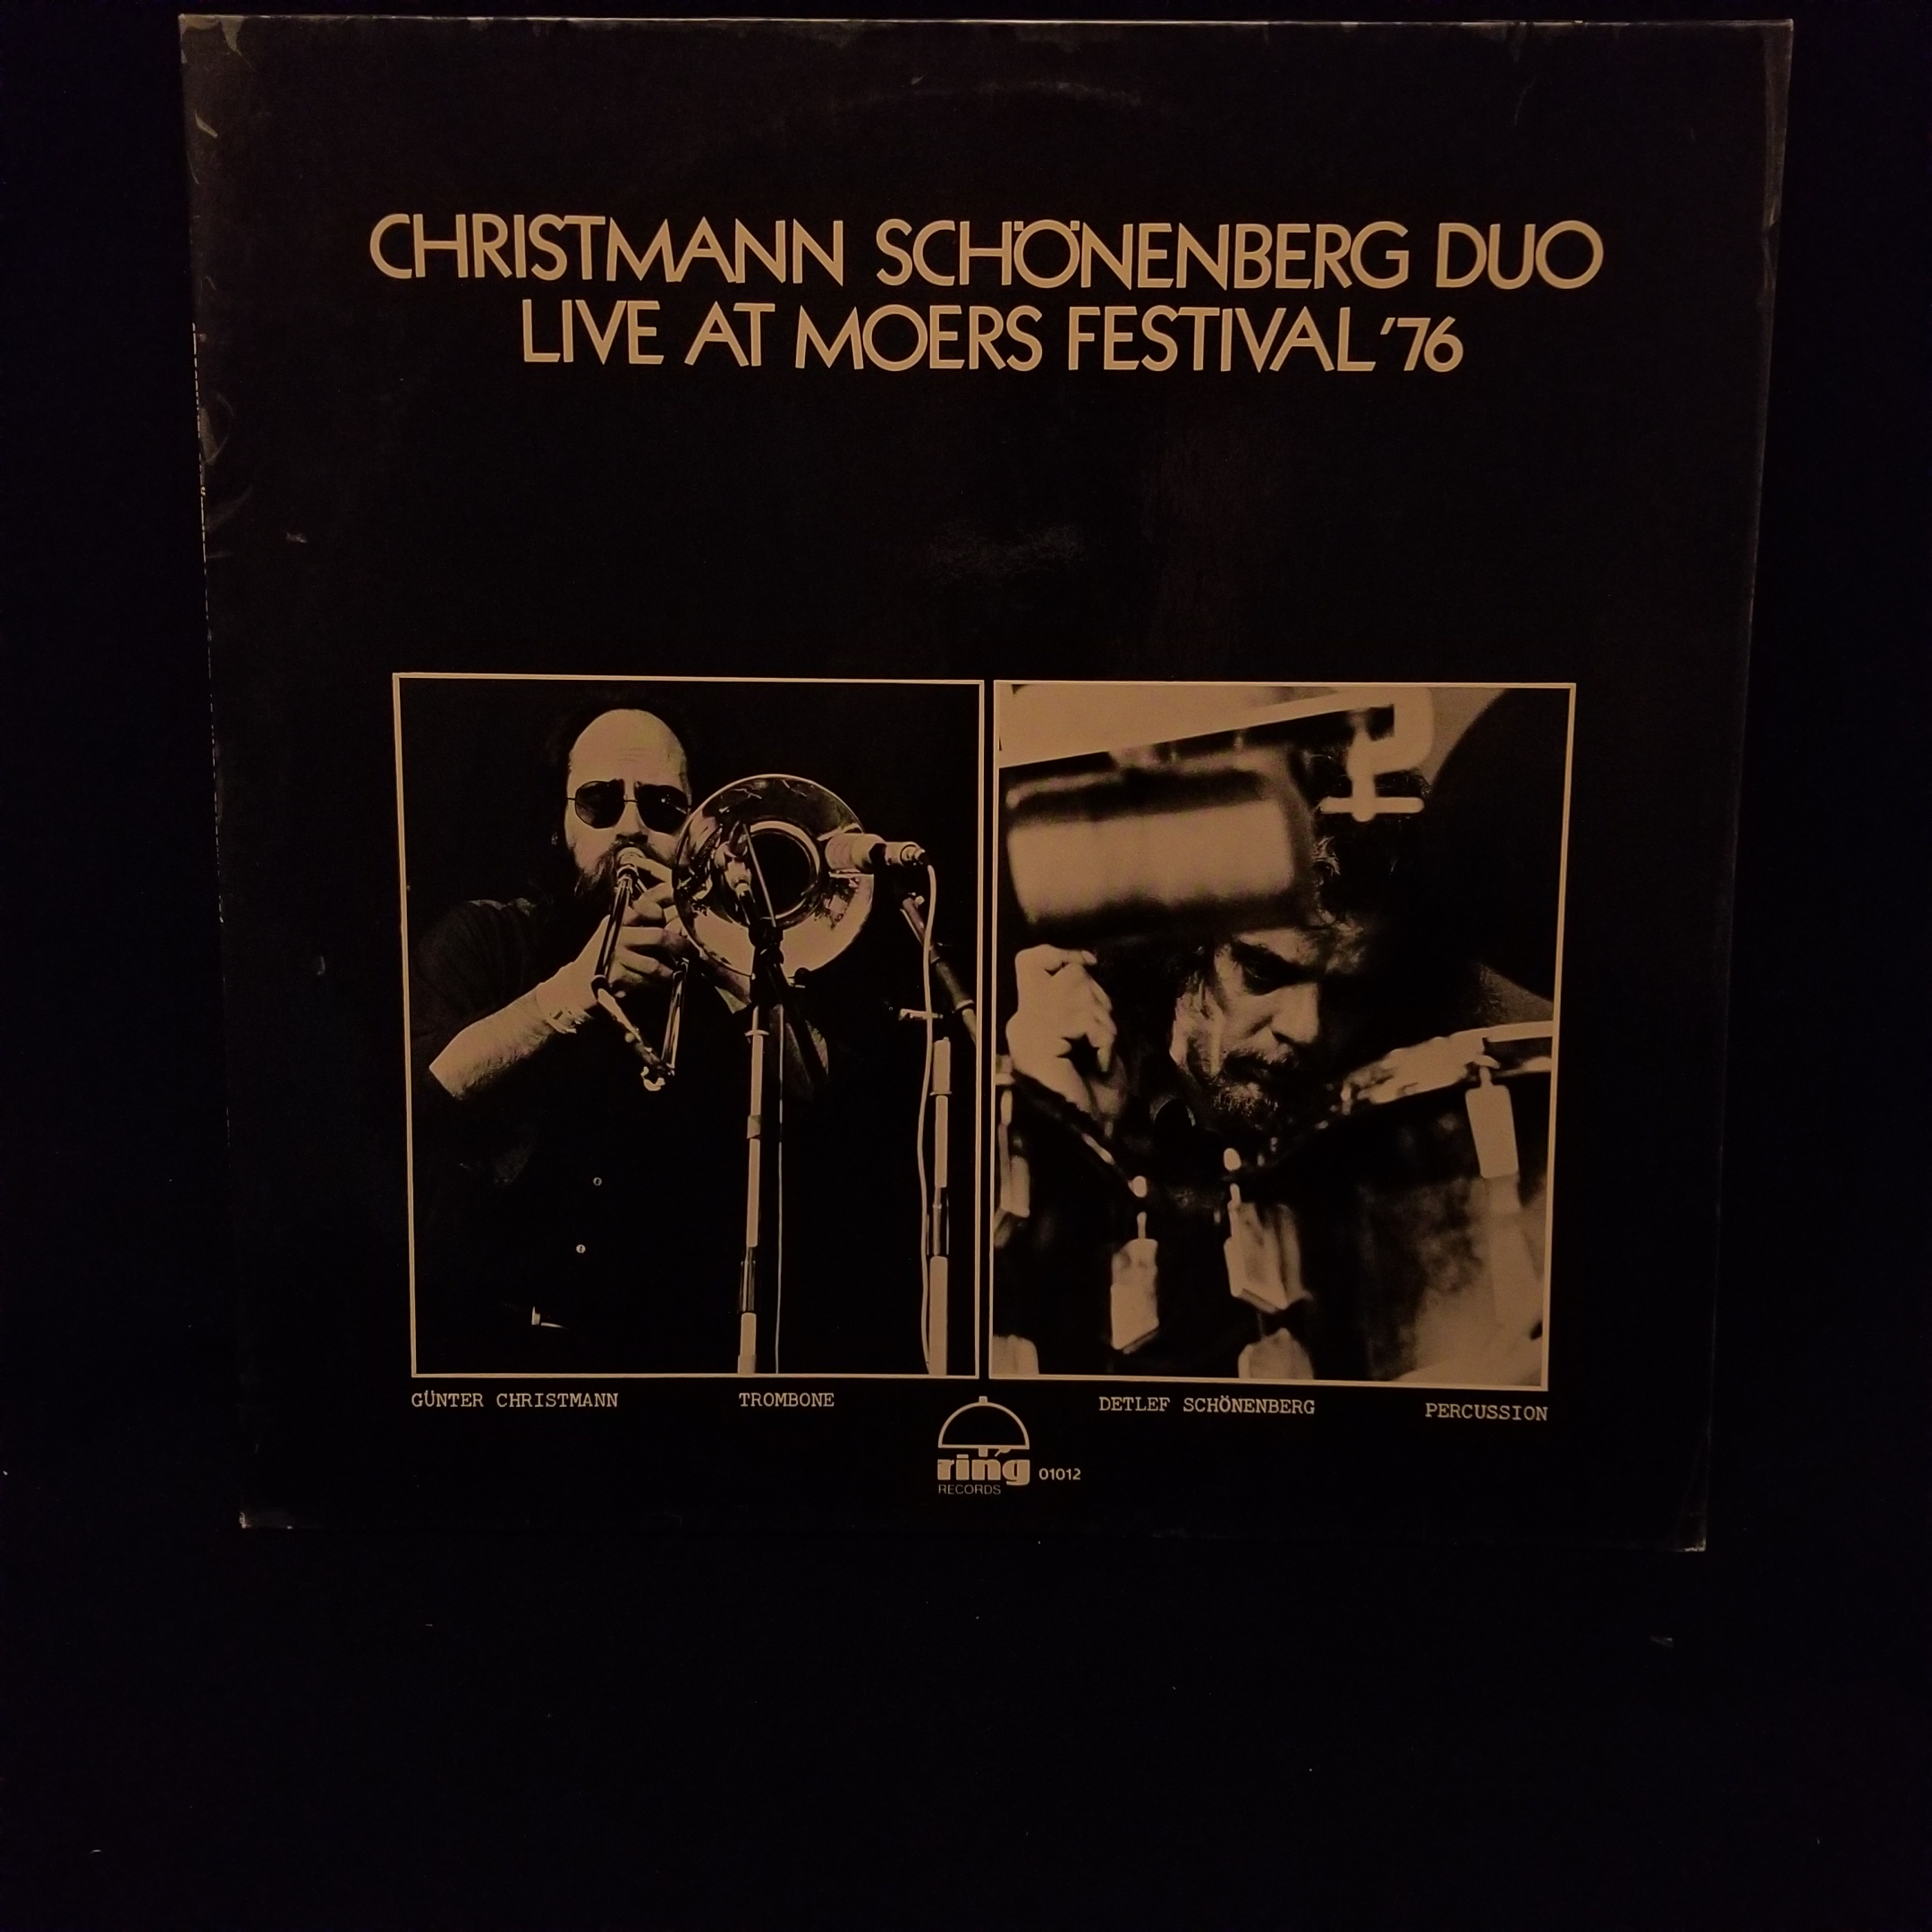 CHRISTMANN SCHÖNENBERG DUO
LIVE AT MOERS FESTIVAL '76
GÜNTER CHRISTMANN TROMBONE
DETLEF SCHÖNENBERG PERCUSSION
ring 01012
RECORDS